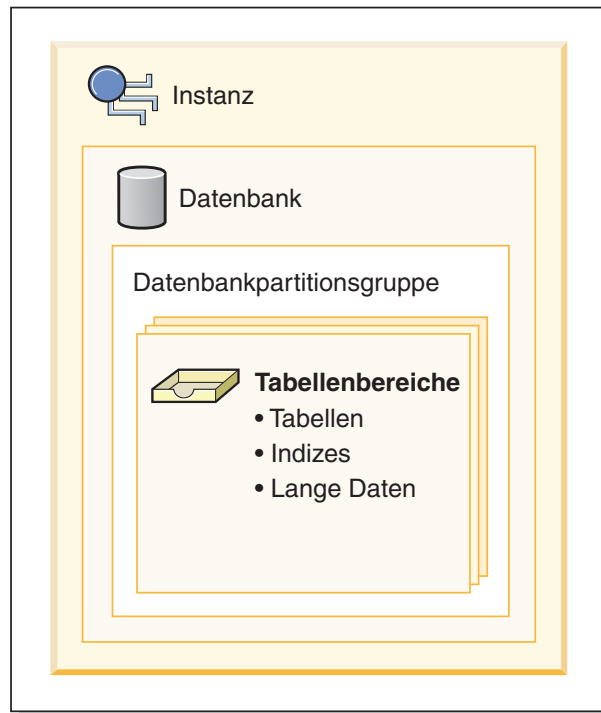 Instanz
Datenbank
Datenbankpartitionsgruppe
Tabellenbereiche
• Tabellen
• Indizes
• Lange Daten